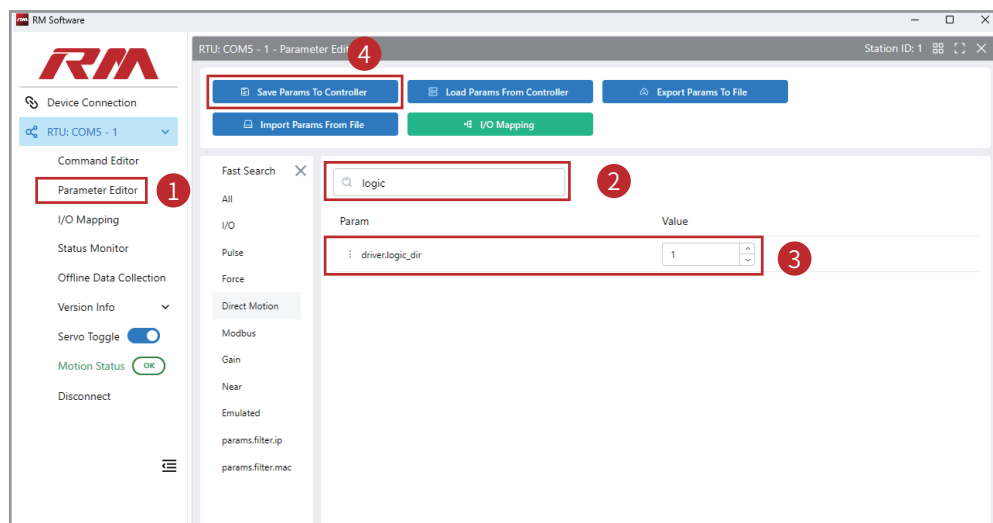 RM Software
RM
Device Connection
RTU: COM5 - 1
Command Editor
Parameter Editor
1
I/O Mapping
Status Monitor
Offline Data Collection
Version Info
Servo Toggle
Motion Status OK
Disconnect
RTU: COM5 - 1 - Parameter Edit
4
Station ID: 1
Save Params To Controller
Load Params From Controller
Export Params To File
Import Params From File
I/O Mapping
Fast Search
All
I/O
Pulse
Force
Direct Motion
Modbus
Gain
Near
Emulated
params.filter.ip
params.filter.mac
logic
2
Param Value
driver.logic_dir 1
3